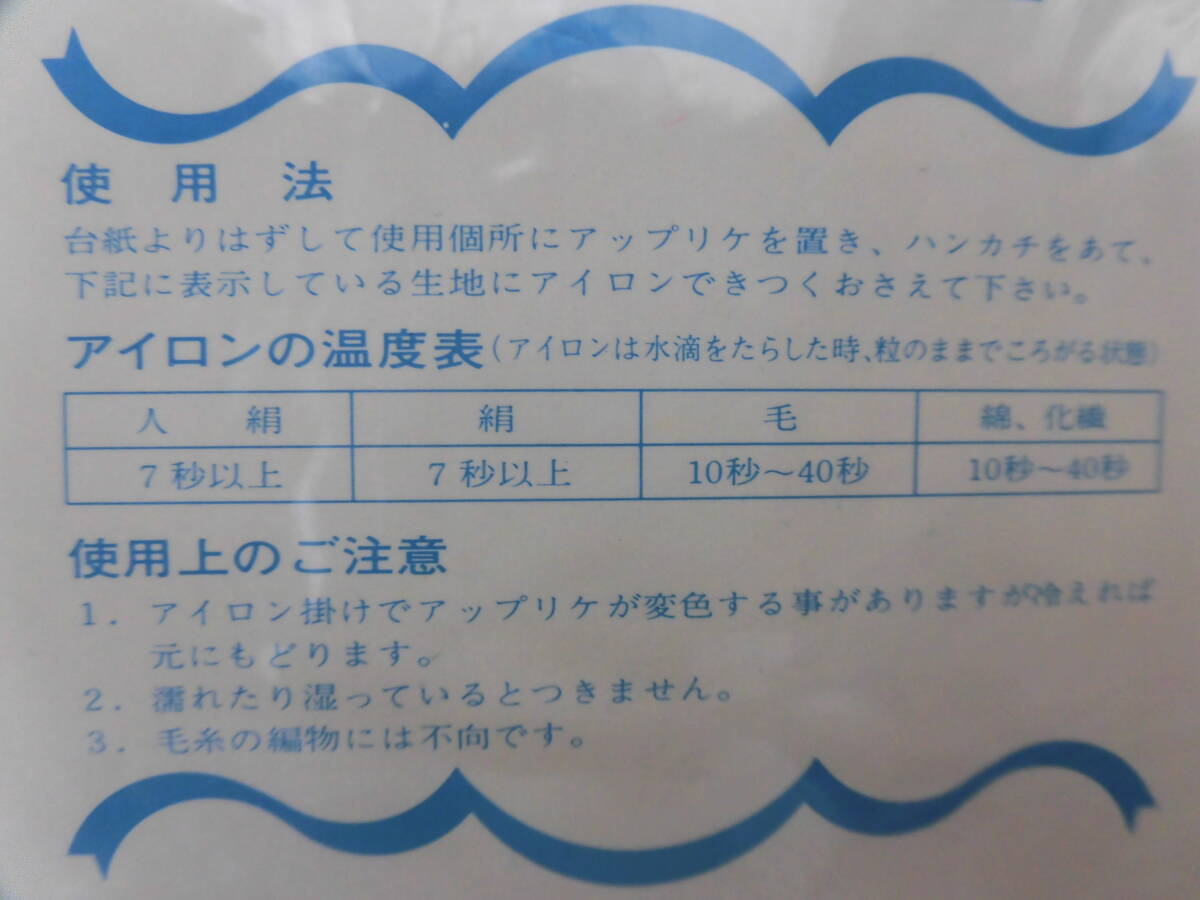 使用法
台紙よりはずして使用個所にアップリケを置き、ハンカチをあて、
下記に表示している生地にアイロンできつくおさえて下さい。
アイロンの温度表(アイロンは水滴をたらした時、粒のままでころがる状態)
人絹 絹 毛 綿、化繊
7秒以上 7秒以上 10秒〜40秒 10秒〜40秒
使用上のご注意
1. アイロン掛けでアップリケが変色する事がありますが冷えれば
元にもどります。
2. 濡れたり湿っているとつきません。
3. 毛糸の編物には不向です。